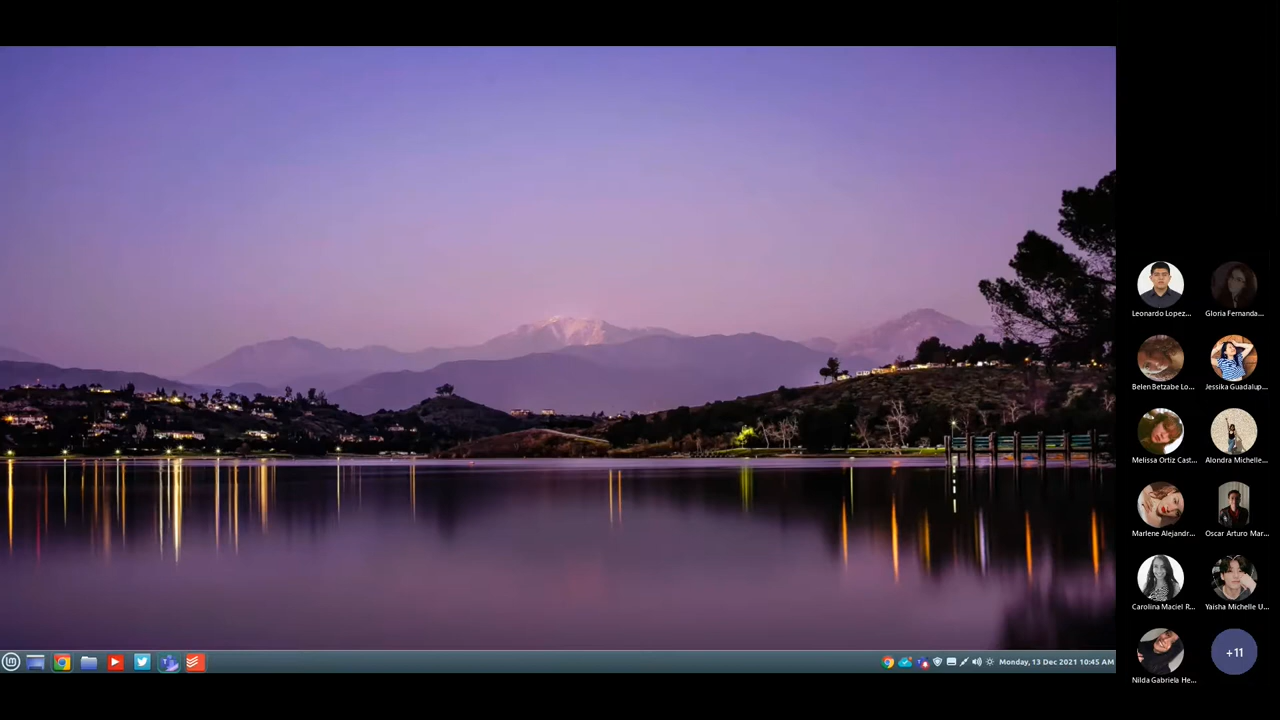 Leonardo Lopez...
Gloria Fernanda...
Belen Betzabe Lo...
Jessika Guadalup...
Melissa Ortiz Cast...
Alondra Michelle...
Marlene Alejandr...
Oscar Arturo Mar...
Carolina Maciel R...
Yaisha Michelle U...
Nilda Gabriela He...
+11
Monday, 13 Dec 2021 10:45 AM